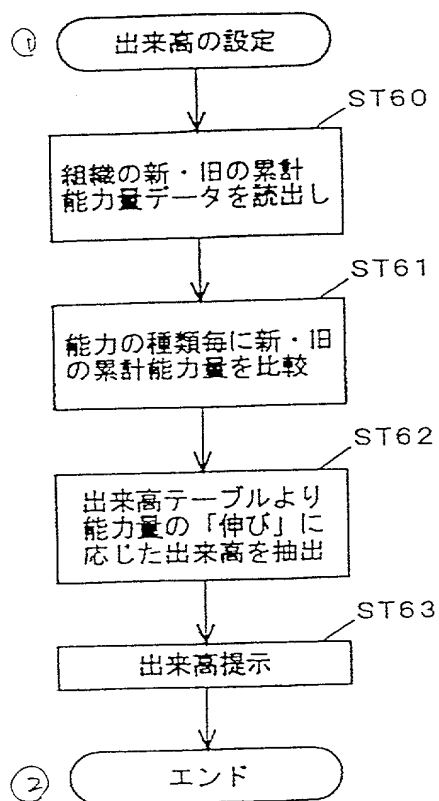 ①
出来高の設定
ST60
組織の新・旧の累計
能力量データを読出し
ST61
能力の種類毎に新・旧
の累計能力量を比較
ST62
出来高テーブルより
能力量の「伸び」に
応じた出来高を抽出
ST63
出来高提示
②
エンド